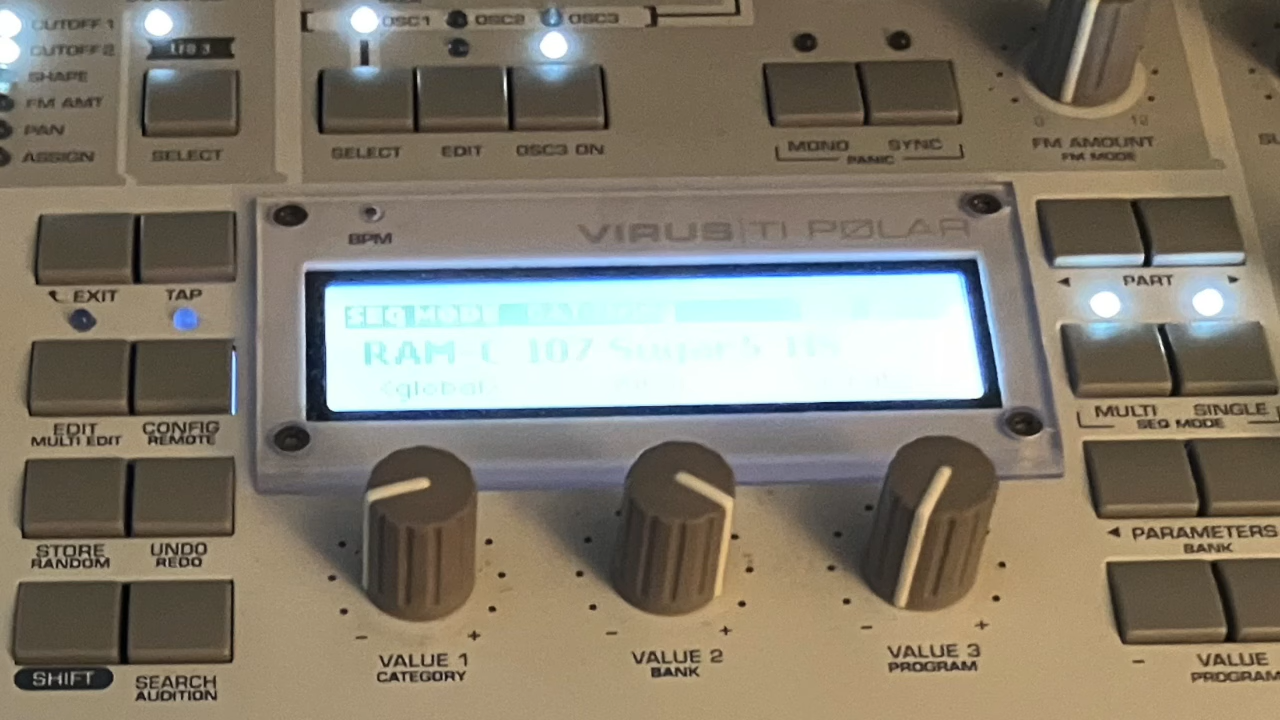 CUTOFF 1
CUTOFF 2
SHAPE
FM AMT
PAN
ASSIGN
LFO 3
SELECT
OSC1 OSC2 OSC3
SELECT EDIT OSC3 ON
MONO SYNC
PANIC
0 10
FM AMOUNT
FM MODE
BPM
VIRUS|TI POLAR
EXIT TAP
EDIT
MULTI EDIT
CONFIG
REMOTE
STORE
RANDOM
UNDO
REDO
SHIFT
SEARCH
AUDITION
SEQ MODE
RAM-C 107
<global>
PART
MULTI SINGLE
SEQ MODE
PARAMETERS
BANK
- +
VALUE 1
CATEGORY
- +
VALUE 2
BANK
- +
VALUE 3
PROGRAM
-
VALUE
PROGRAM